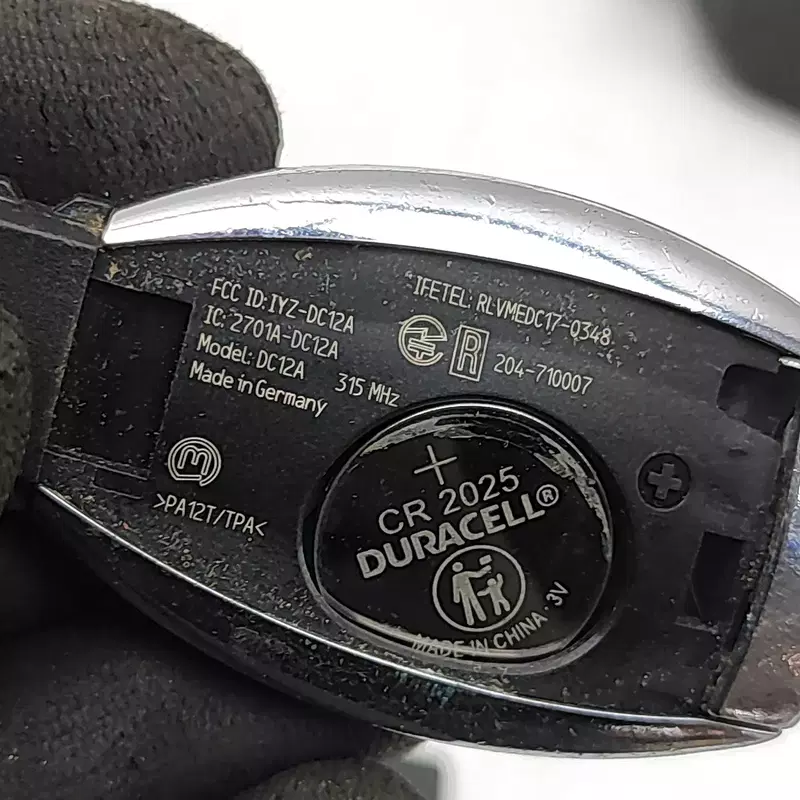 FCC ID:IYZ-DC12A
IC: 2701A-DC12A
Model: DC12A
315 MHz
Made in Germany
IFETEL: RLVMEDC17-0348
R 204-710007
M
>PA12T/TPA<
+
CR 2025
DURACELL®
MADE IN CHINA · 3V